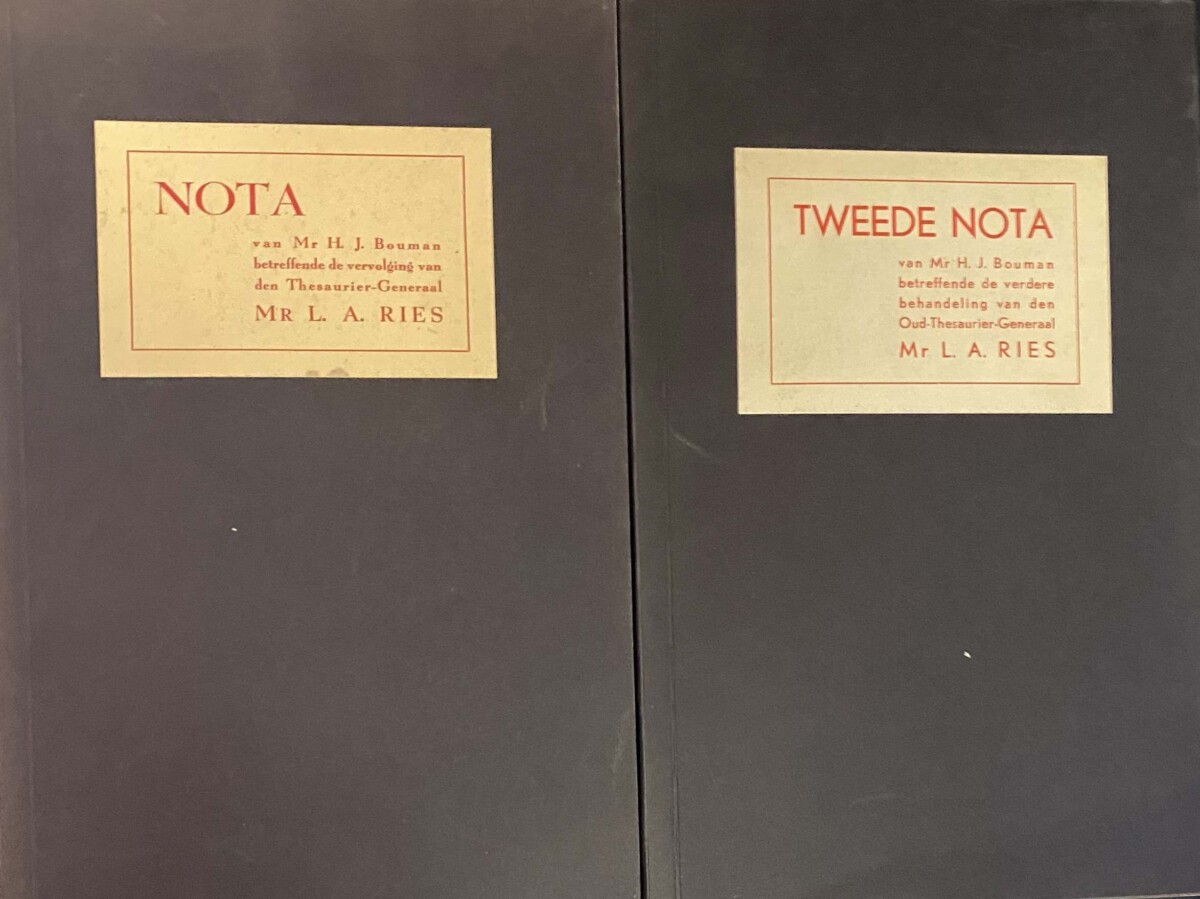 NOTA
van Mr H. J. Bouman
betreffende de vervolging van
den Thesaurier-Generaal
MR L. A. RIES
TWEEDE NOTA
van Mr H. J. Bouman
betreffende de verdere
behandeling van den
Oud-Thesaurier-Generaal
Mr L. A. RIES